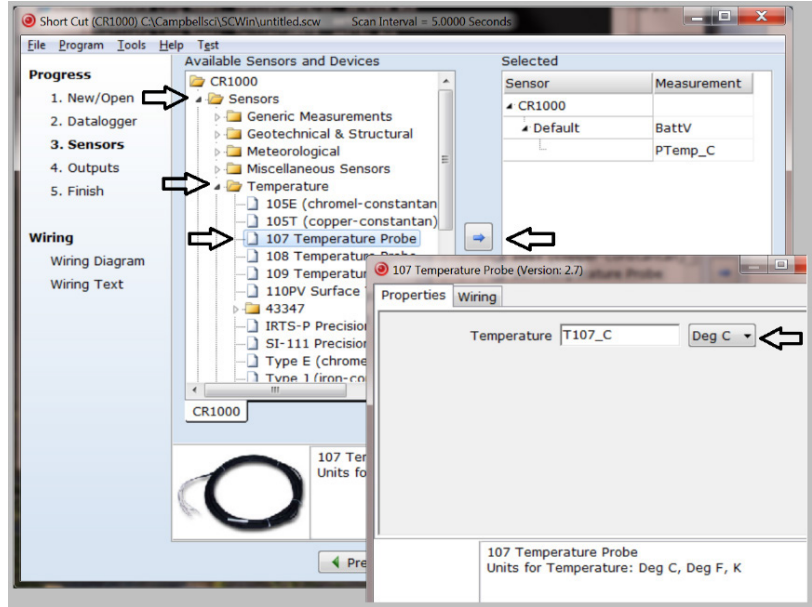 Short Cut (CR1000) C:\Campbellsci\SCWin\untitled.scw Scan Interval = 5.0000 Seconds
File Program Tools Help Test
Progress
1. New/Open
2. Datalogger
3. Sensors
4. Outputs
5. Finish
Wiring
Wiring Diagram
Wiring Text
Available Sensors and Devices
CR1000
Sensors
Generic Measurements
Geotechnical & Structural
Meteorological
Miscellaneous Sensors
Temperature
105E (chromel-constantan
105T (copper-constantan)
107 Temperature Probe
108 Temperature Probe
109 Temperatur
110PV Surface
43347
IRTS-P Precision
SI-111 Precision
Type E (chrome
Type J (iron-co
CR1000
Selected
Sensor Measurement
CR1000
Default BattV
PTemp_C
107 Ter
Units fo
Pre
107 Temperature Probe (Version: 2.7)
Properties Wiring
Temperature T107_C Deg C
107 Temperature Probe
Units for Temperature: Deg C, Deg F, K